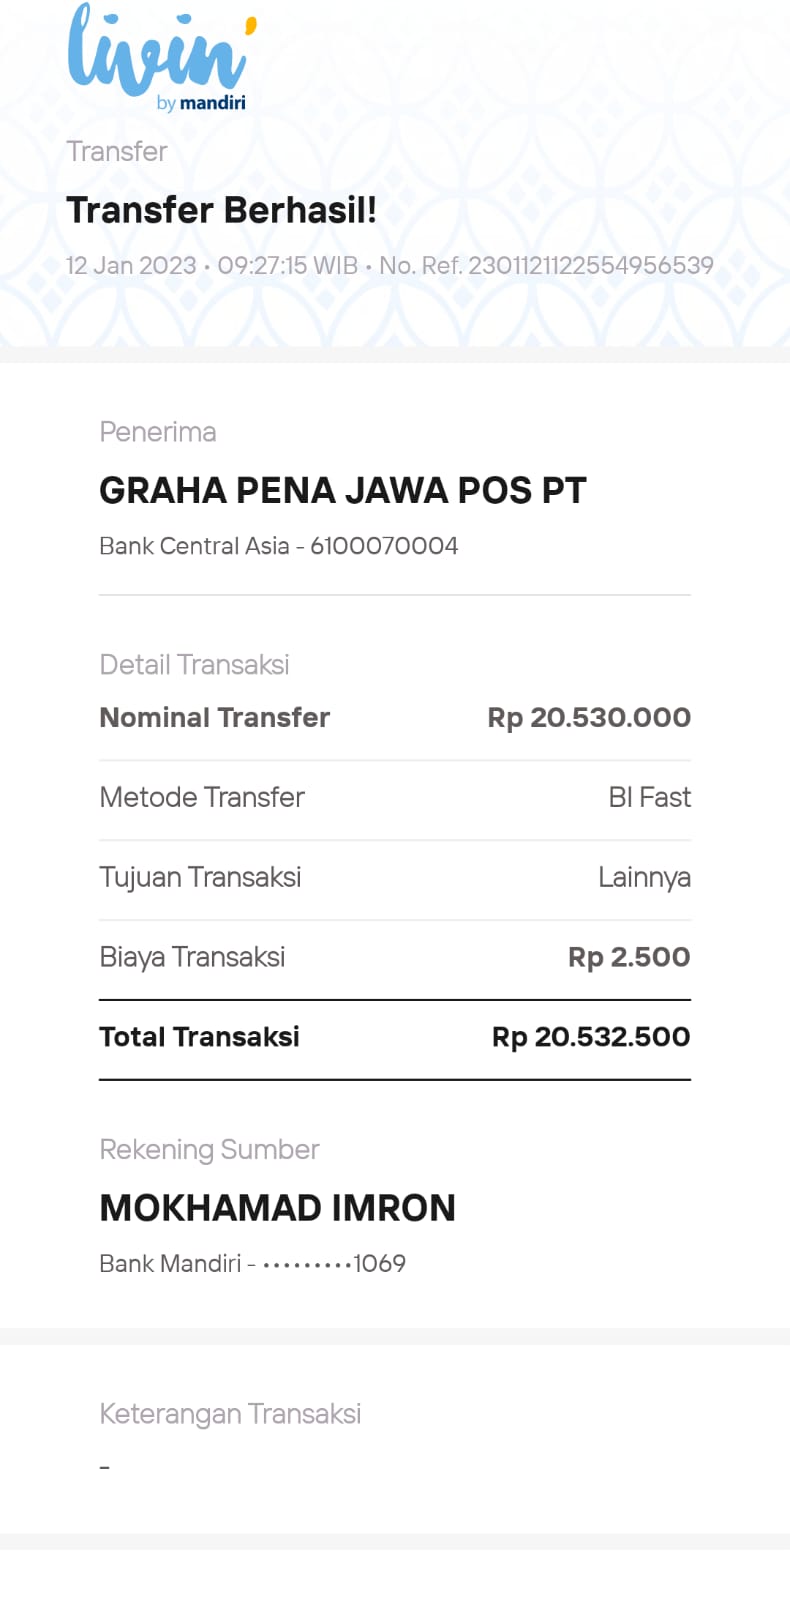 livin'
by mandiri
Transfer
Transfer Berhasil!
12 Jan 2023 • 09:27:15 WIB • No. Ref. 2301121122554956539
Penerima
GRAHA PENA JAWA POS PT
Bank Central Asia - 6100070004
Detail Transaksi
Nominal Transfer Rp 20.530.000
Metode Transfer BI Fast
Tujuan Transaksi Lainnya
Biaya Transaksi Rp 2.500
Total Transaksi Rp 20.532.500
Rekening Sumber
MOKHAMAD IMRON
Bank Mandiri - •••••••••1069
Keterangan Transaksi
-